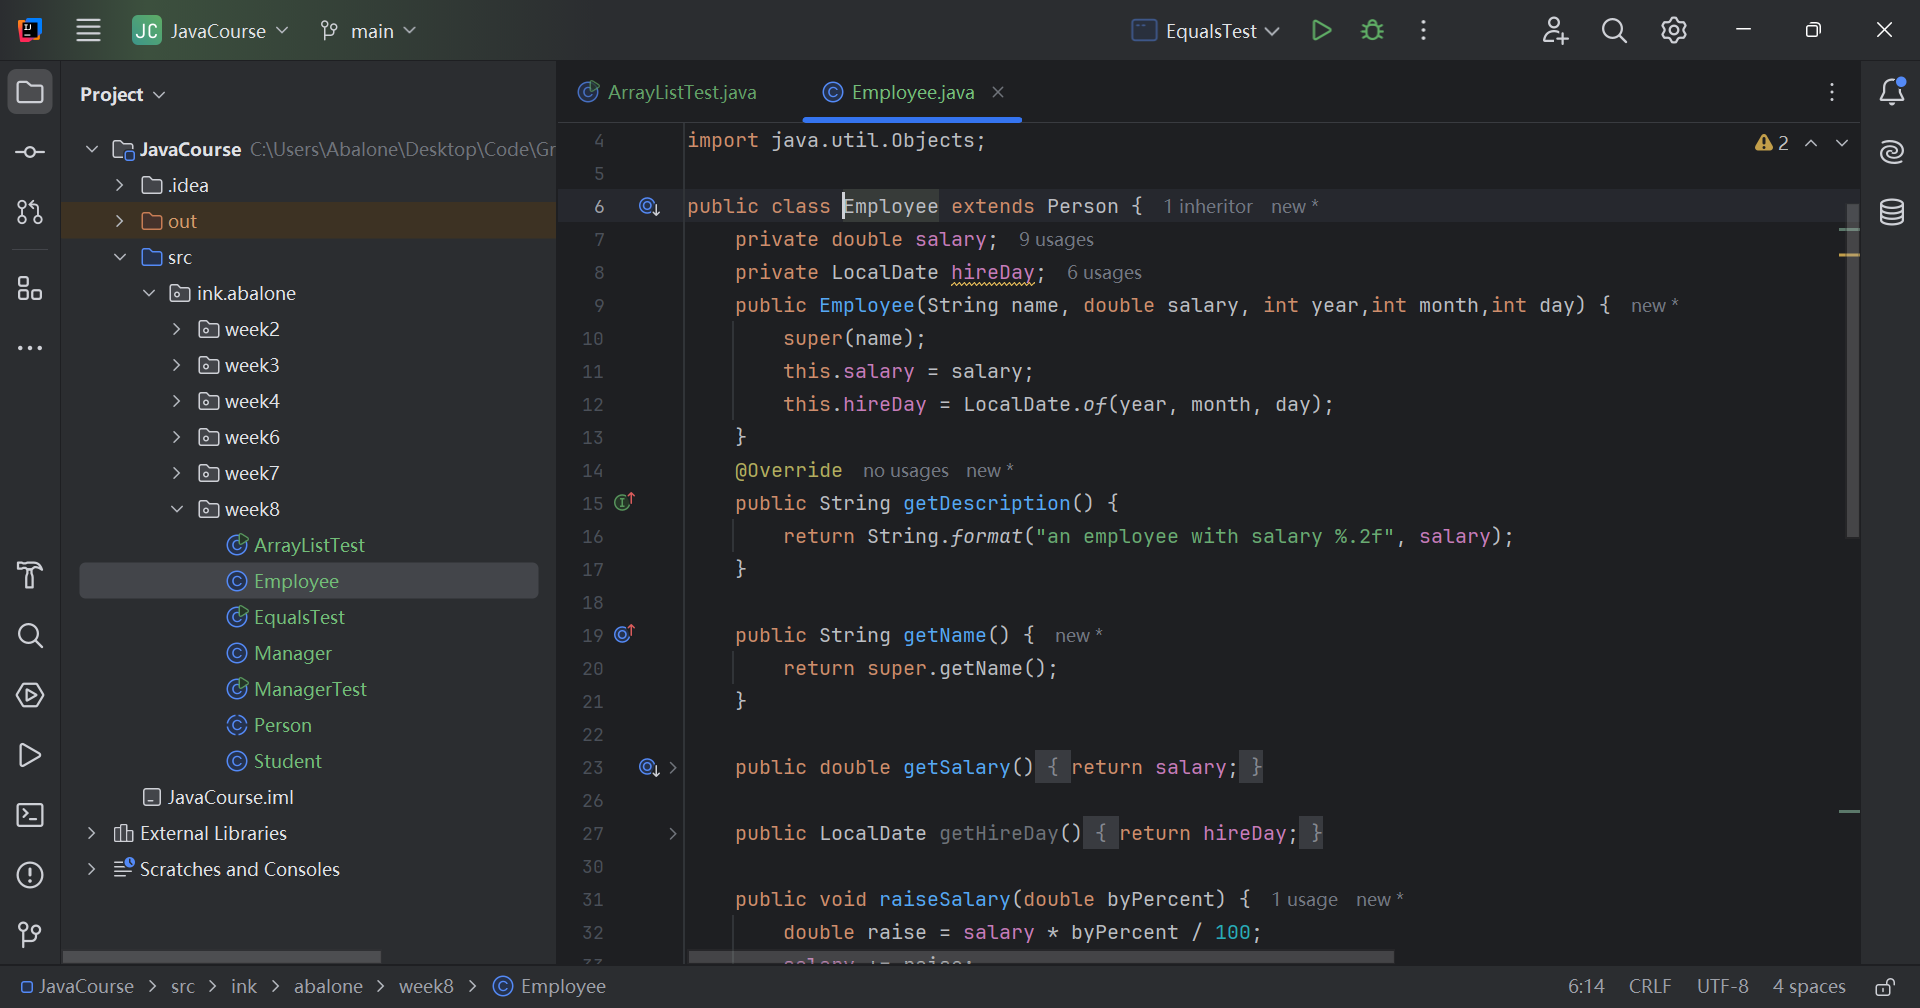 JC JavaCourse main EqualsTest
Project
JavaCourse C:\Users\Abalone\Desktop\Code\Gr
.idea
out
src
ink.abalone
week2
week3
week4
week6
week7
week8
ArrayListTest
Employee
EqualsTest
Manager
ManagerTest
Person
Student
JavaCourse.iml
External Libraries
Scratches and Consoles
ArrayListTest.java Employee.java
2
4 import java.util.Objects;
5
6 public class Employee extends Person { 1 inheritor new *
7 private double salary; 9 usages
8 private LocalDate hireDay; 6 usages
9 public Employee(String name, double salary, int year,int month,int day) { new *
10 super(name);
11 this.salary = salary;
12 this.hireDay = LocalDate.of(year, month, day);
13 }
14 @Override no usages new *
15 public String getDescription() {
16 return String.format("an employee with salary %.2f", salary);
17 }
18
19 public String getName() { new *
20 return super.getName();
21 }
22
23 public double getSalary() { return salary; }
26
27 public LocalDate getHireDay() { return hireDay; }
30
31 public void raiseSalary(double byPercent) { 1 usage new *
32 double raise = salary * byPercent / 100;
33 salary += raise;
JavaCourse > src > ink > abalone > week8 > Employee
6:14 CRLF UTF-8 4 spaces